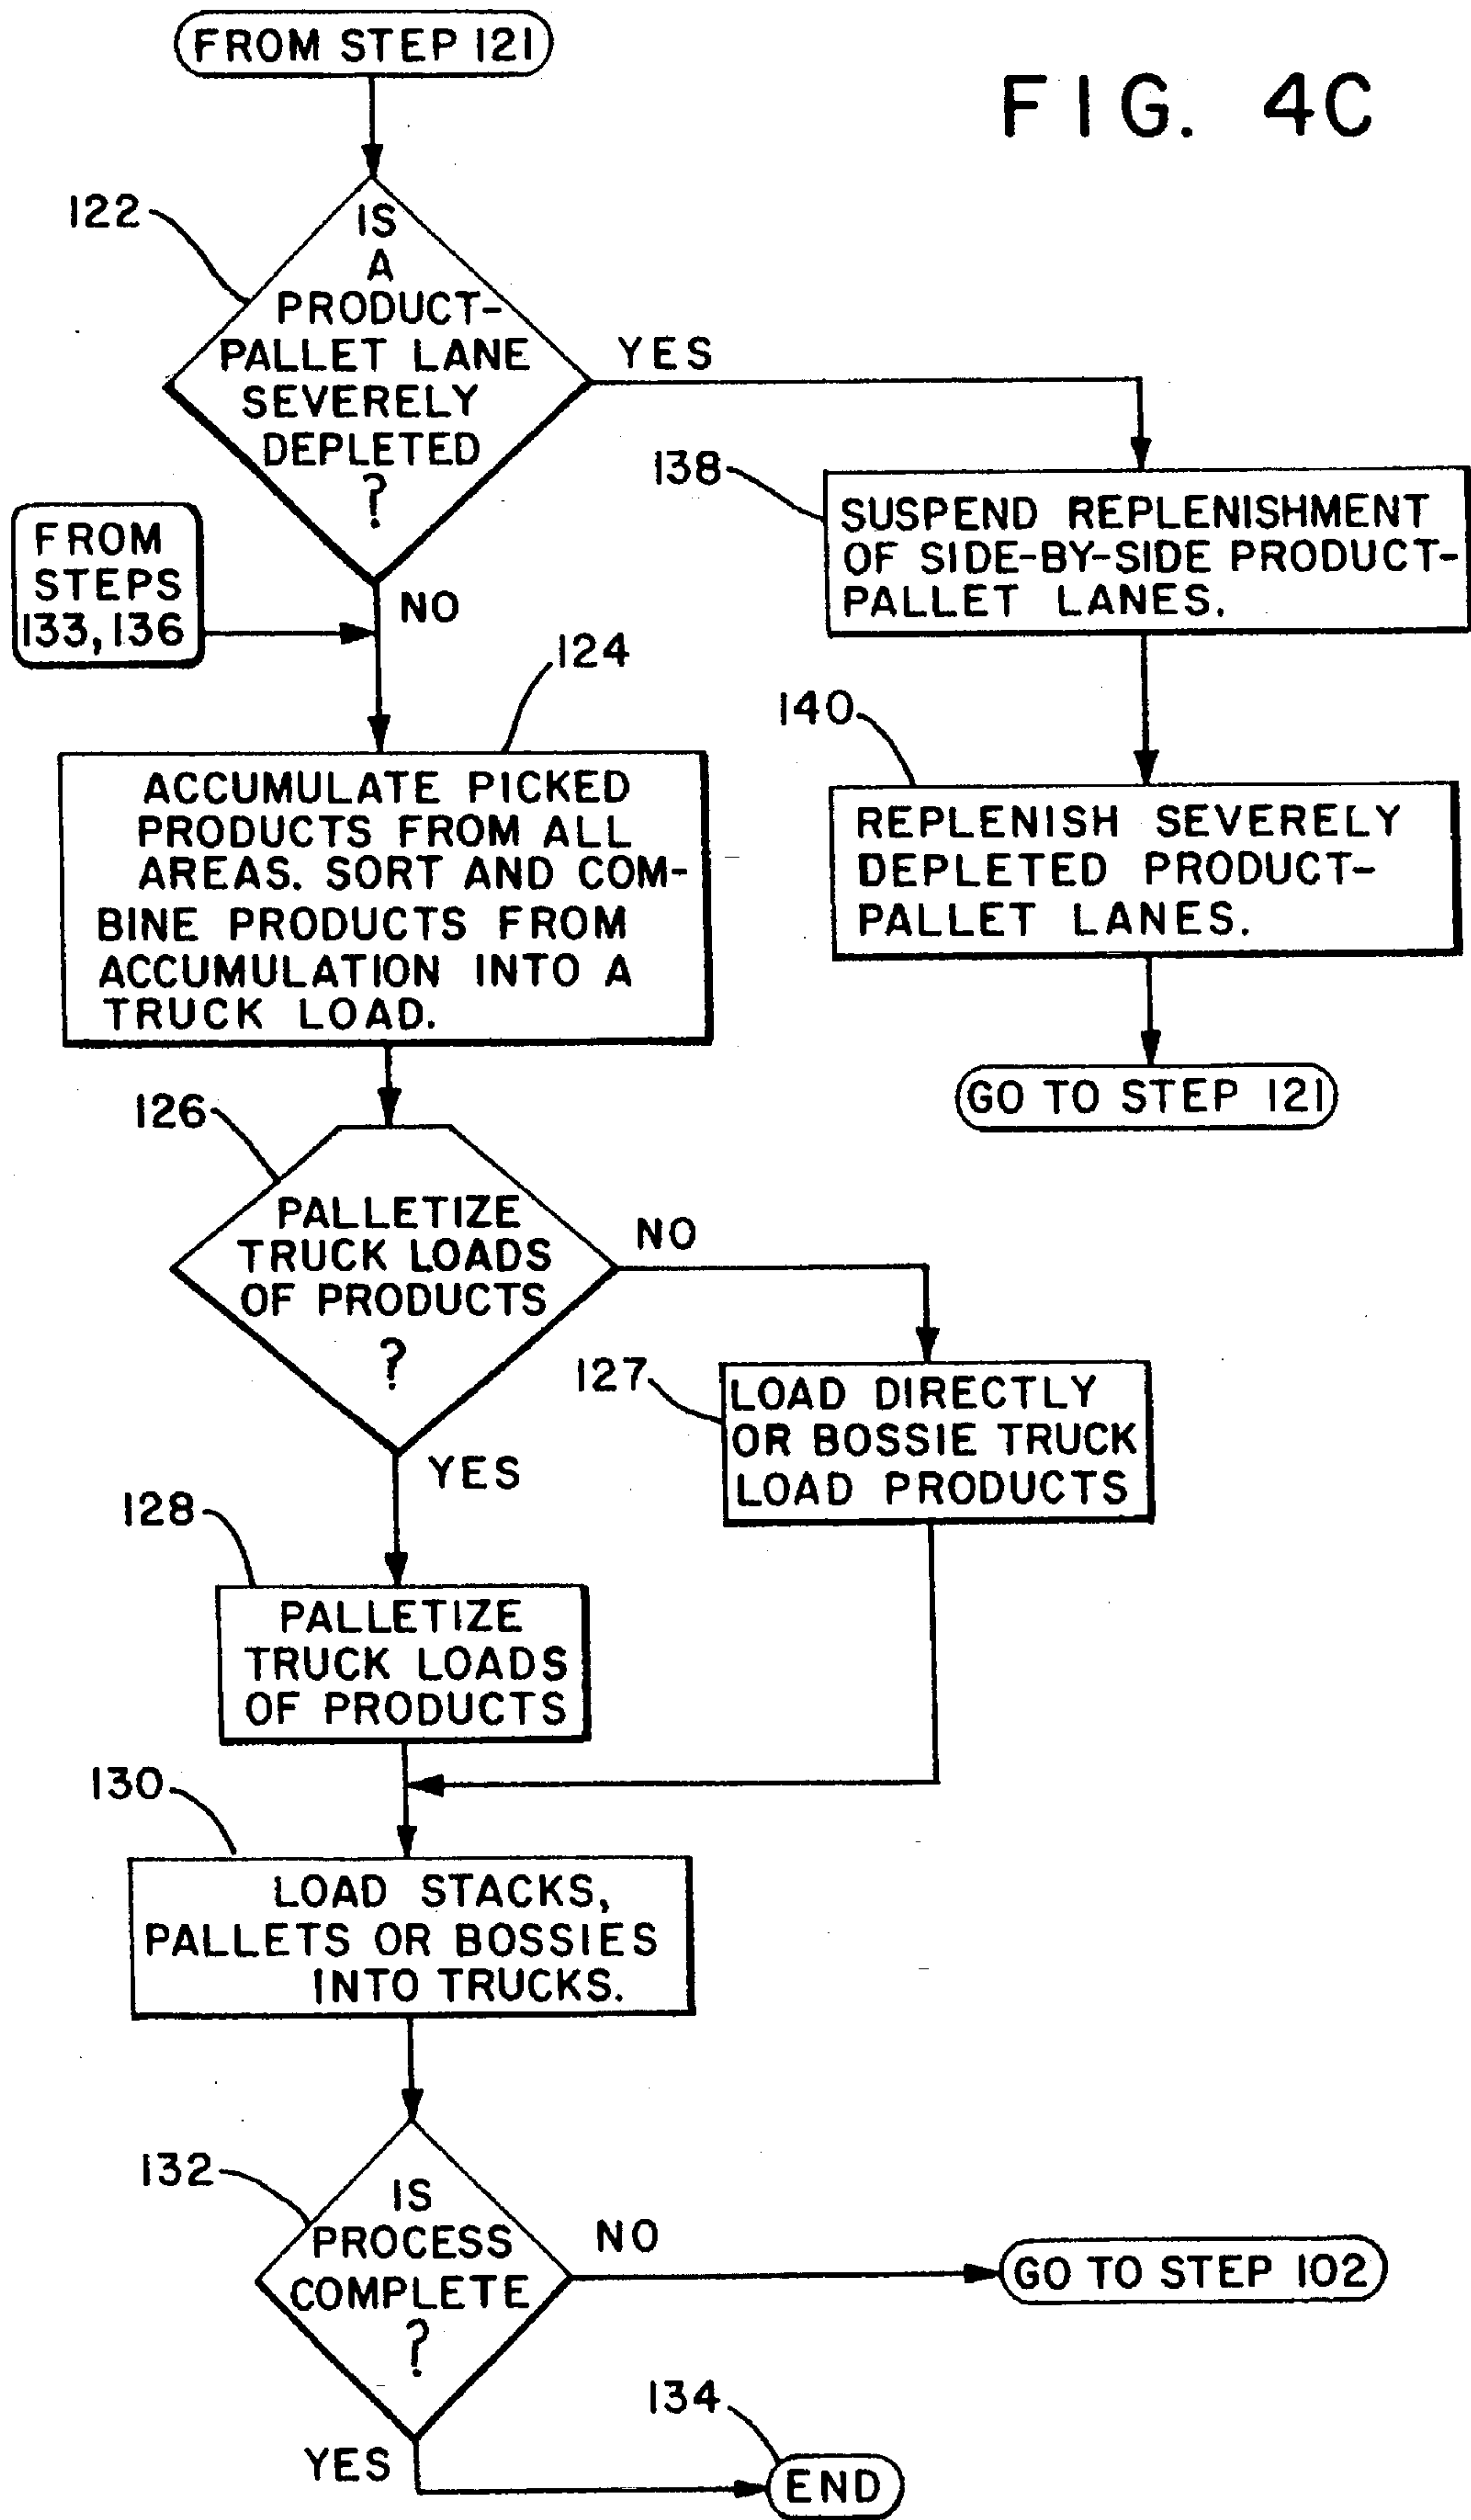 FROM STEP 121
FIG. 4C
122
IS
A
PRODUCT-
PALLET LANE
SEVERELY
DEPLETED
?
YES
NO
138
SUSPEND REPLENISHMENT
OF SIDE-BY-SIDE PRODUCT-
PALLET LANES.
FROM
STEPS
133, 136
124
140
ACCUMULATE PICKED
PRODUCTS FROM ALL
AREAS. SORT AND COM-
BINE PRODUCTS FROM
ACCUMULATION INTO A
TRUCK LOAD.
REPLENISH SEVERELY
DEPLETED PRODUCT-
PALLET LANES.
GO TO STEP 121
126
PALLETIZE
TRUCK LOADS
OF PRODUCTS
?
NO
YES
127
LOAD DIRECTLY
OR BOSSIE TRUCK
LOAD PRODUCTS
128
PALLETIZE
TRUCK LOADS
OF PRODUCTS
130
LOAD STACKS,
PALLETS OR BOSSIES
INTO TRUCKS.
132
IS
PROCESS
COMPLETE
?
NO
GO TO STEP 102
YES
134
END